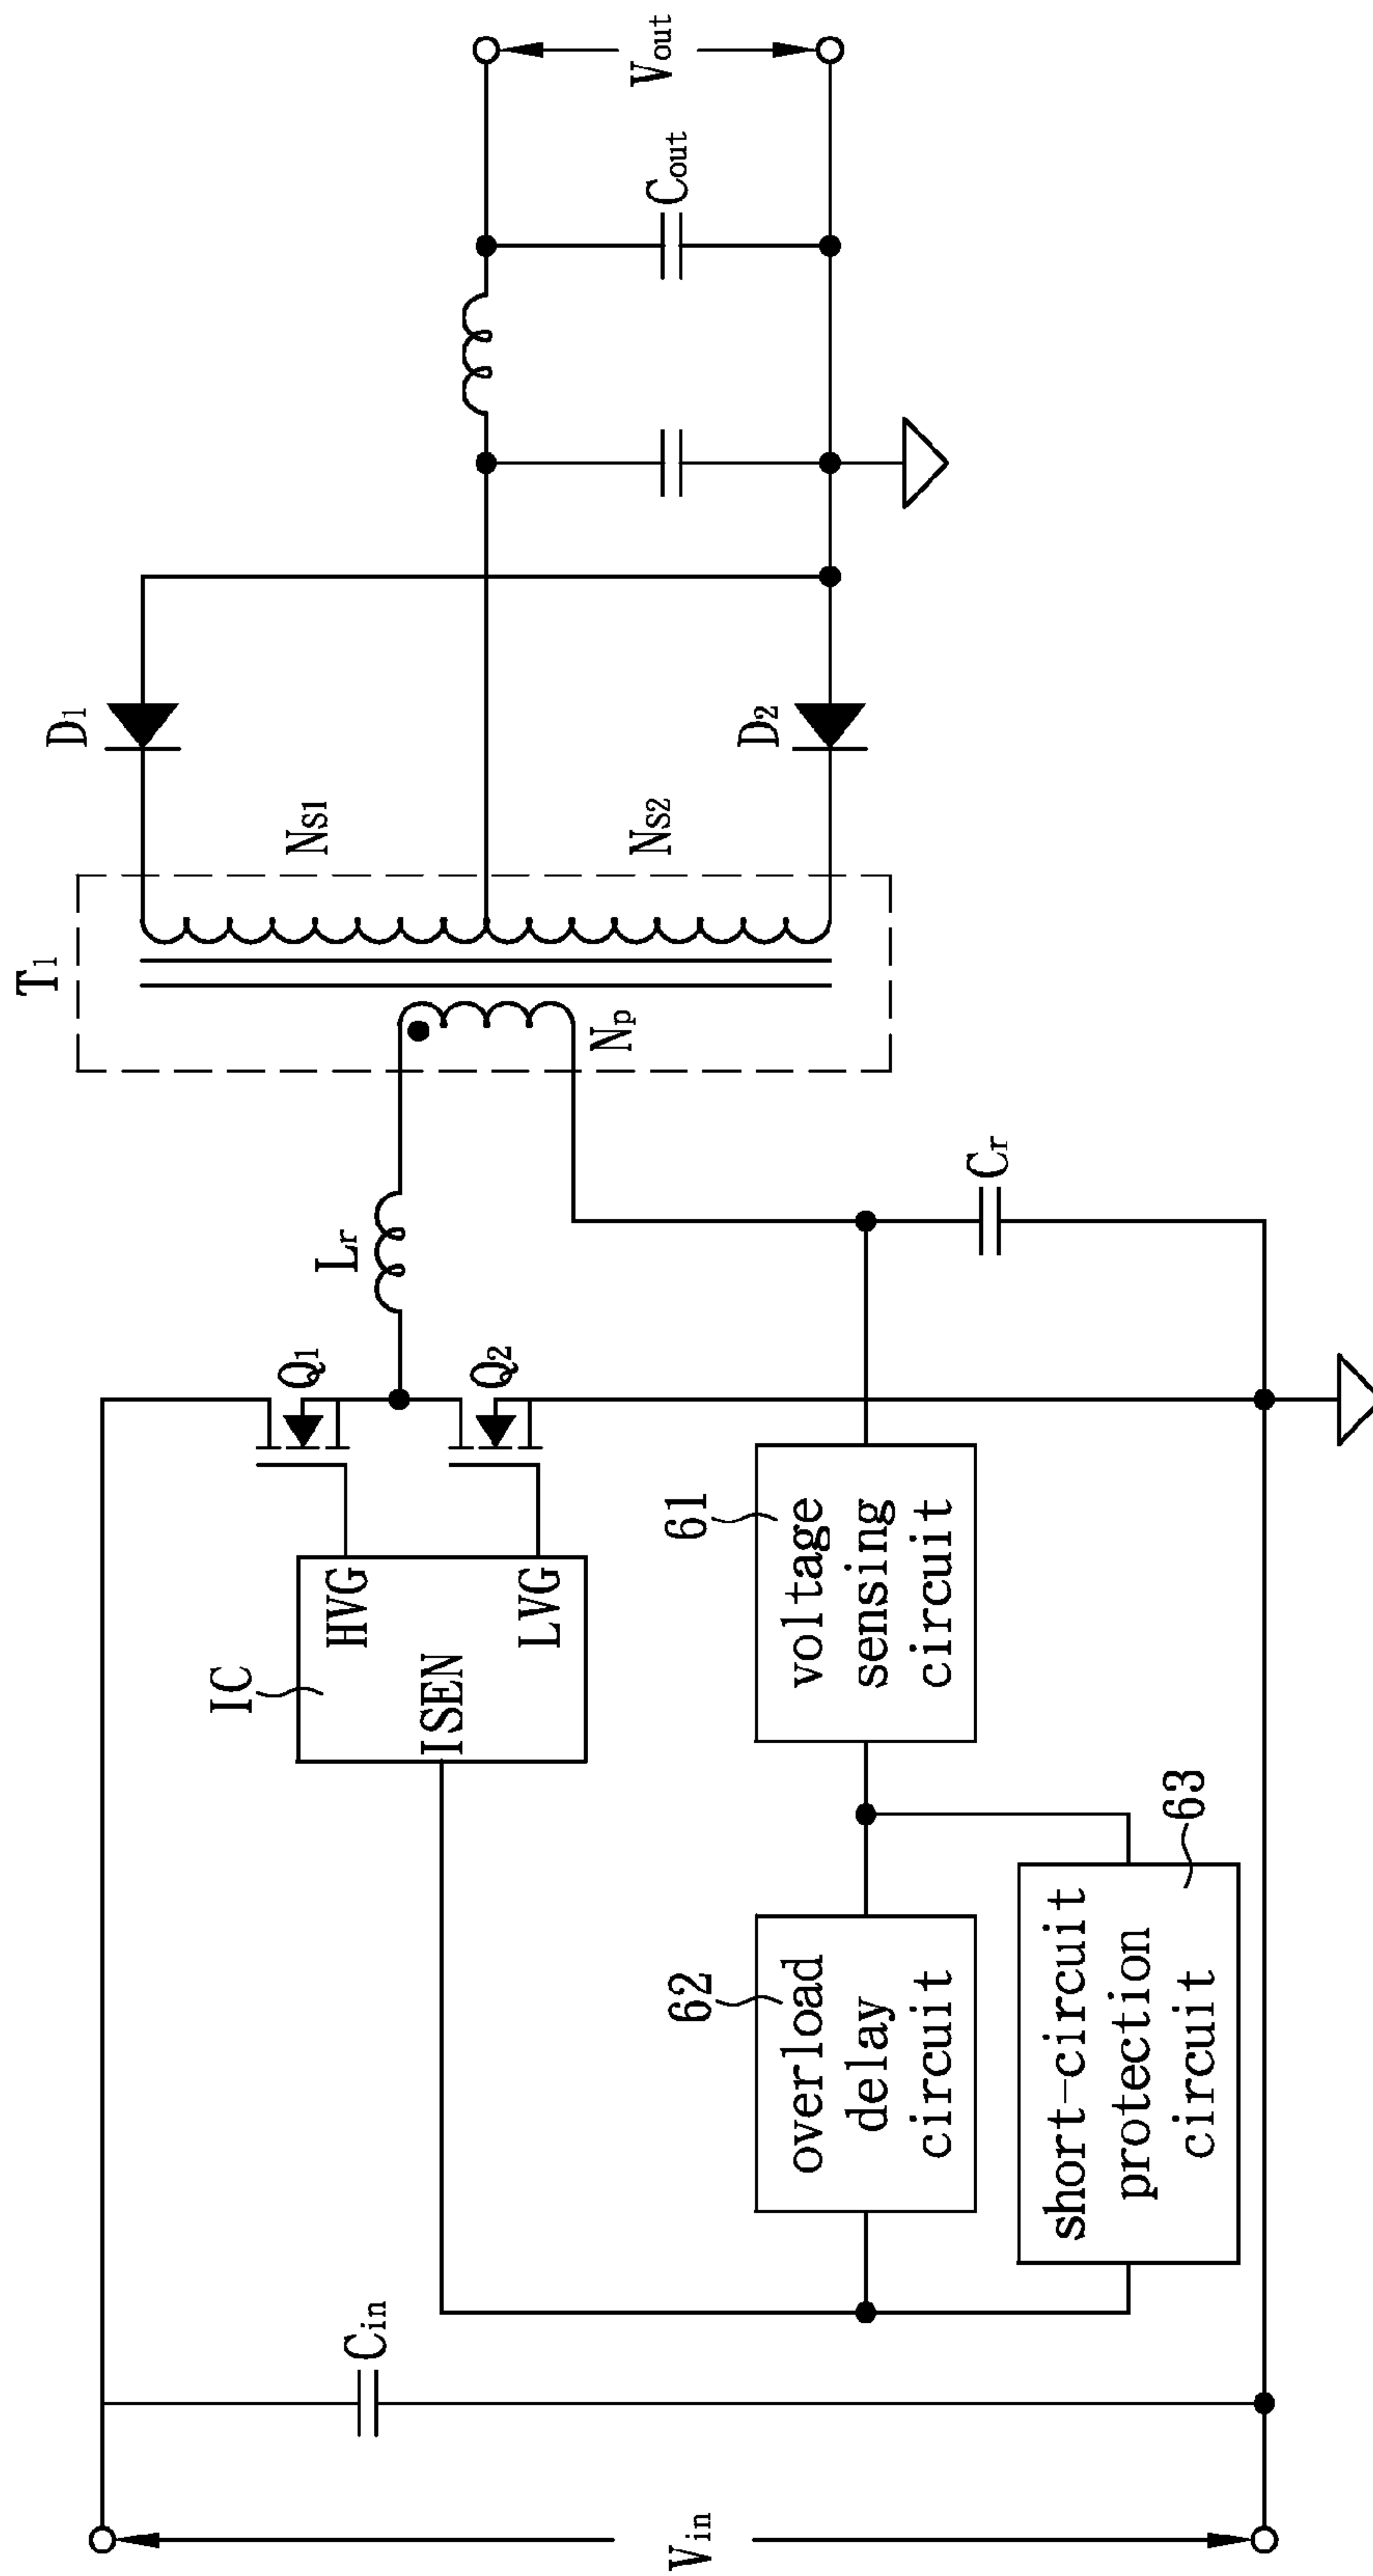 Vin
Cin
IC
HVG
ISEN
LVG
Q1
Q2
Lr
T1
Np
Ns1
Ns2
D1
D2
Cout
Vout
Cr
61
voltage
sensing
circuit
62
overload
delay
circuit
63
short-circuit
protection
circuit